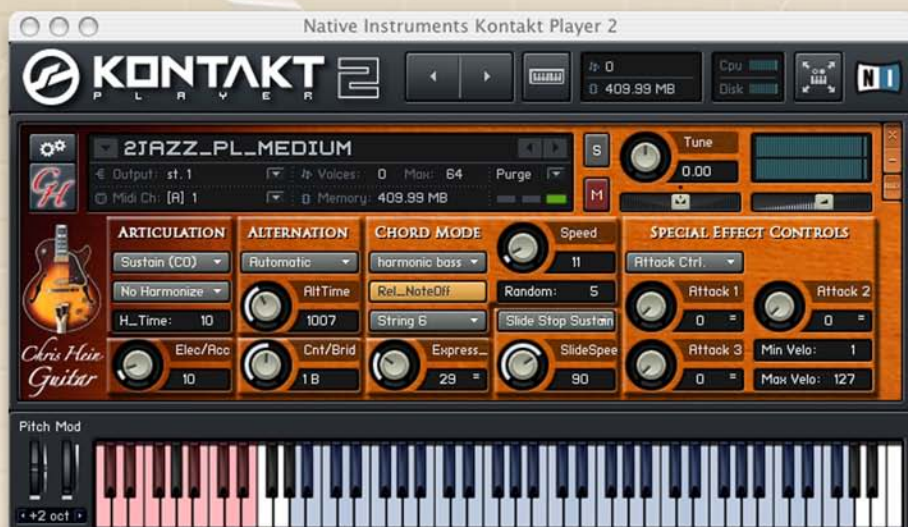 Native Instruments Kontakt Player 2
KONTAKT 2
PLAYER
0
409.99 MB
Cpu
Disk
NI
2JAZZ_PL_MEDIUM
Output: st.1
Voices: 0 Max: 64
Purge
Midi Ch: [A] 1
Memory: 409.99 MB
S
M
Tune
0.00
GH
ARTICULATION
Sustain (C0)
No Harmonize
H_Time: 10
Elec/Acc
10
ALTERNATION
Automatic
AltTime
1007
Cnt/Brid
1B
CHORD MODE
harmonic bass
Rel_NoteOff
String 6
Express_
29 =
Speed
11
Random: 5
Slide Stop Sustain
SlideSpee
90
SPECIAL EFFECT CONTROLS
Attack Ctrl.
Attack 1
0 =
Attack 2
0 =
Attack 3
0 =
Min Velo: 1
Max Velo: 127
Chris Hein
Guitar
Pitch Mod
+2 oct